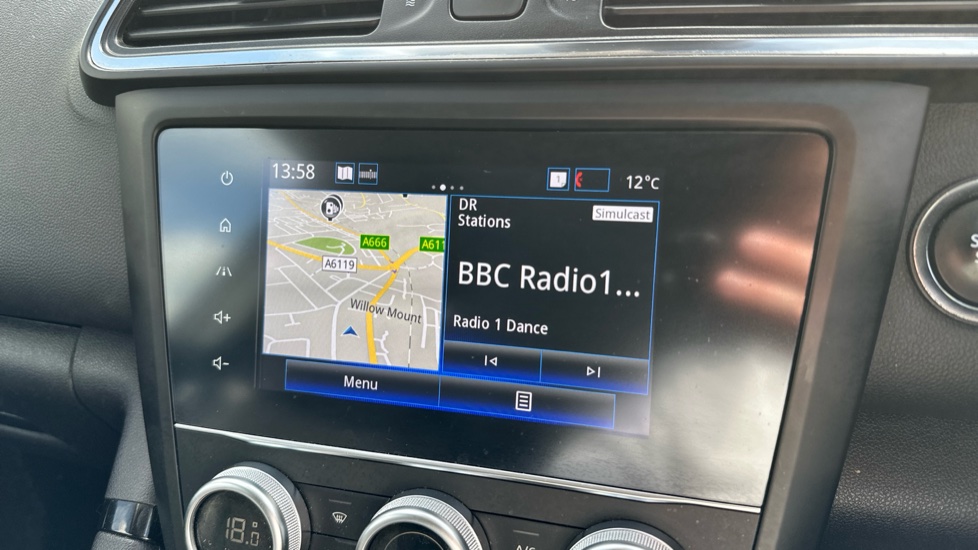 13:58
1
12°C
A666
A611
A6119
Willow Mount
DR
Stations
Simulcast
BBC Radio1...
Radio 1 Dance
Menu
18.0